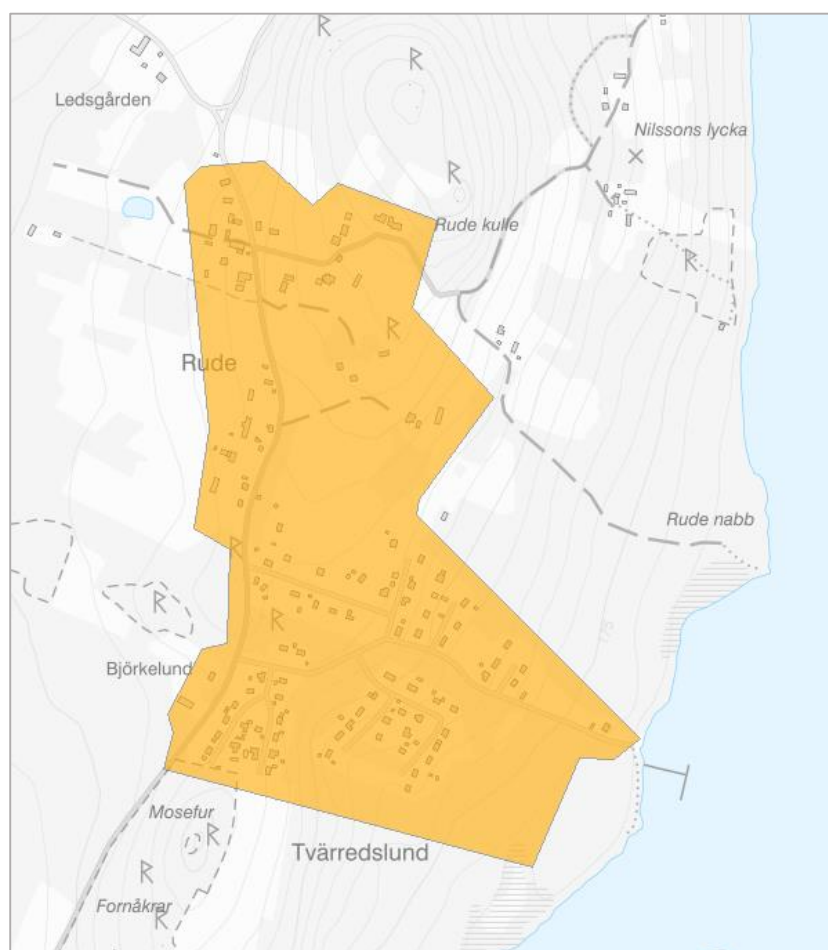 Ledsgården
Nilssons lycka
Rude kulle
Rude
Rude nabb
175
Björkelund
Mosefur
Tvärredslund
Fornåkrar